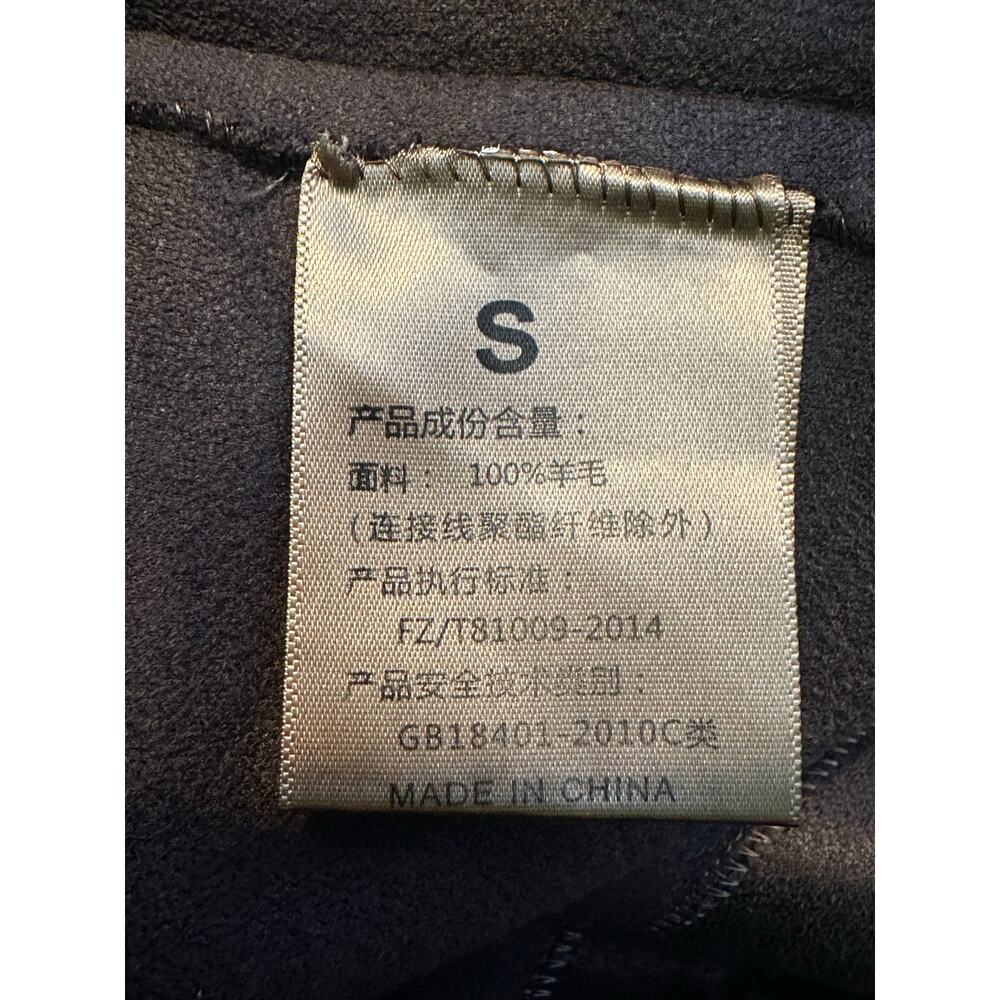 S
产品成份含量：
面料： 100%羊毛
(连接线聚酯纤维除外)
产品执行标准：
FZ/T81009-2014
产品安全技术类别：
GB18401-2010C类
MADE IN CHINA